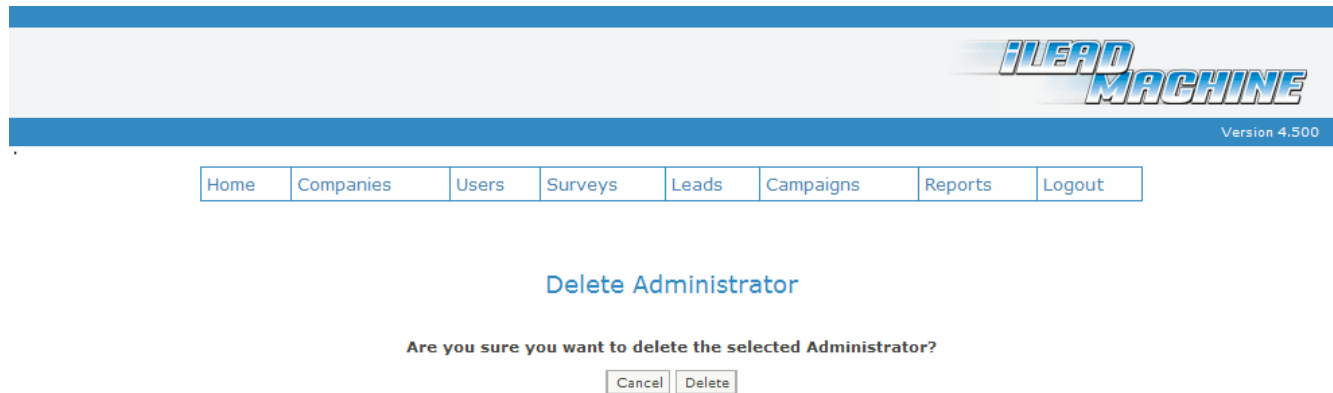 iLEAD
MACHINE
Version 4.500
Home Companies Users Surveys Leads Campaigns Reports Logout
Delete Administrator
Are you sure you want to delete the selected Administrator?
Cancel Delete